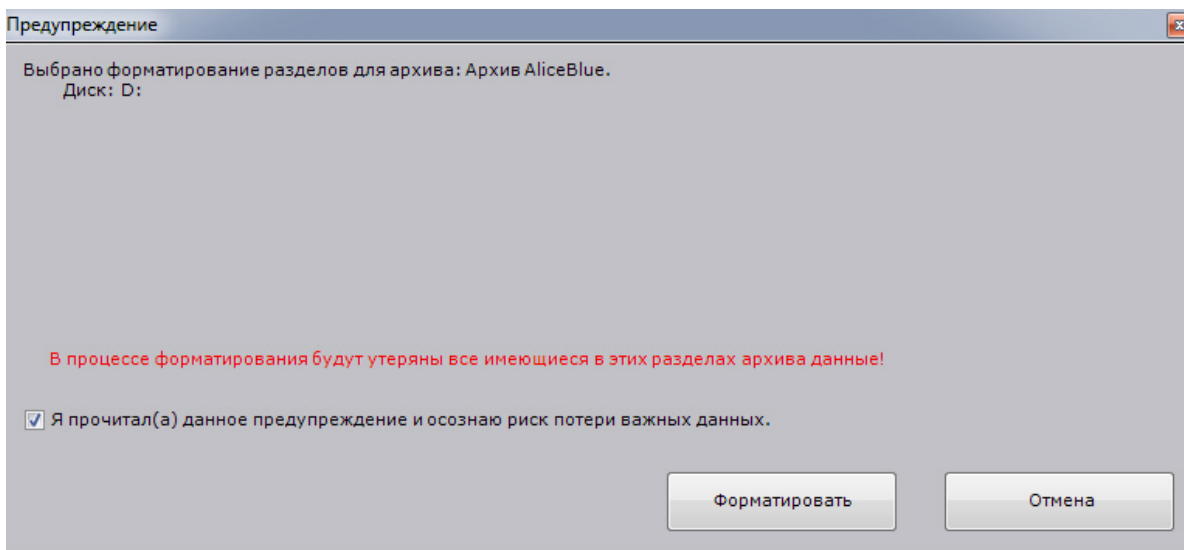 Предупреждение
Выбрано форматирование разделов для архива: Архив AliceBlue.
Диск: D:
В процессе форматирования будут утеряны все имеющиеся в этих разделах архива данные!
Я прочитал(а) данное предупреждение и осознаю риск потери важных данных.
Форматировать
Отмена